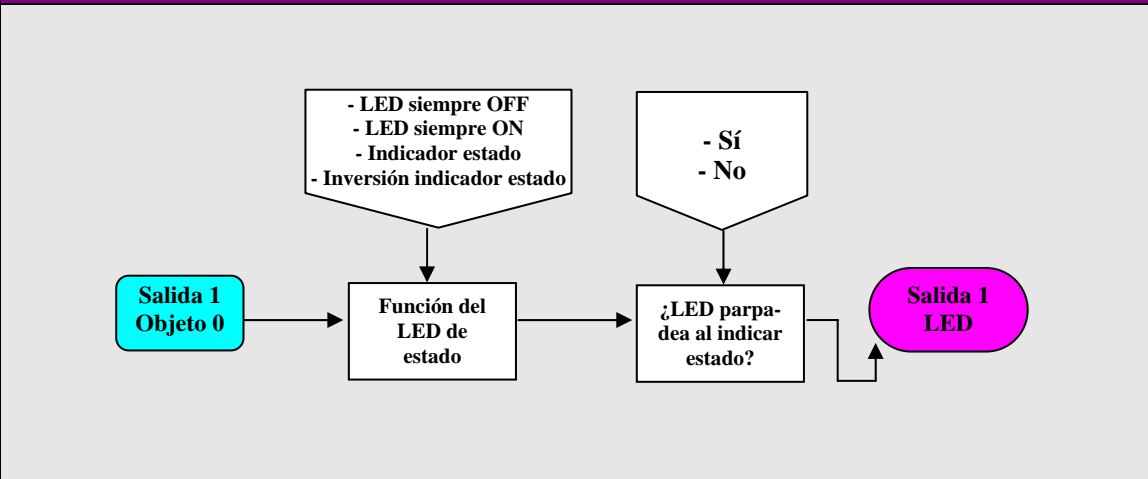 - LED siempre OFF
- LED siempre ON
- Indicador estado
- Inversión indicador estado
- Sí
- No
Salida 1
Objeto 0
Función del
LED de
estado
¿LED parpa-
dea al indicar
estado?
Salida 1
LED